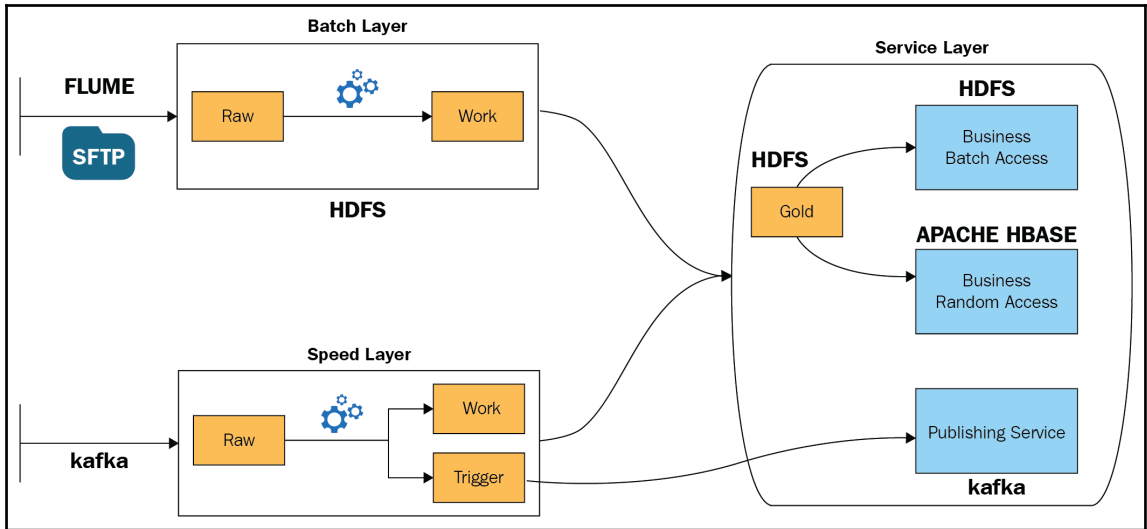 Batch Layer
FLUME
SFTP
Raw
Work
HDFS
Speed Layer
kafka
Raw
Work
Trigger
Service Layer
HDFS
Business
Batch Access
HDFS
Gold
APACHE HBASE
Business
Random Access
Publishing Service
kafka